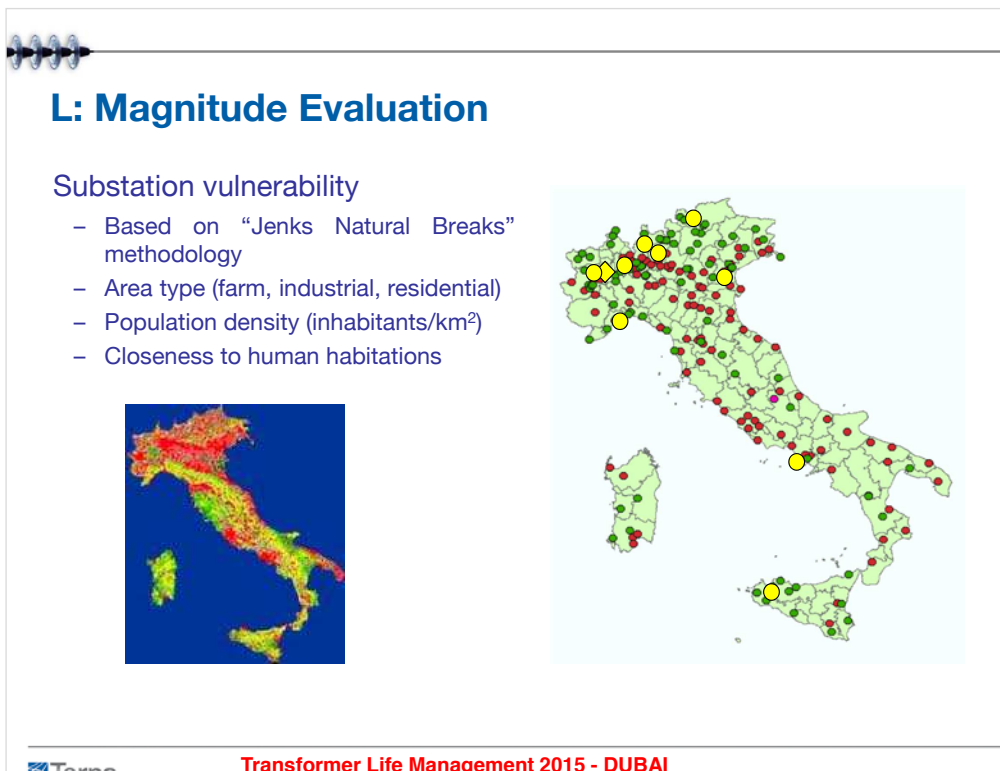 L: Magnitude Evaluation
Substation vulnerability
– Based on “Jenks Natural Breaks”
methodology
– Area type (farm, industrial, residential)
– Population density (inhabitants/km²)
– Closeness to human habitations
Transformer Life Management 2015 - DUBAI